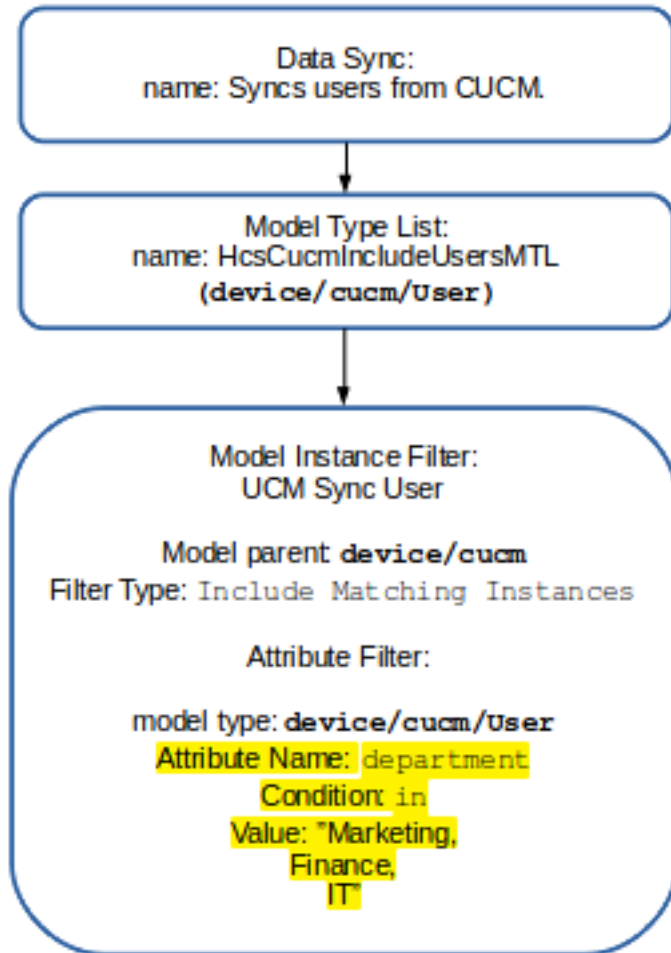 Data Sync:
name: Syncs users from CUCM.
Model Type List:
name: HcsCucmIncludeUsersMTL
(device/cucm/User)
Model Instance Filter:
UCM Sync User
Model parent: device/cucm
Filter Type: Include Matching Instances
Attribute Filter:
model type: device/cucm/User
Attribute Name: department
Condition: in
Value: "Marketing,
Finance,
IT"